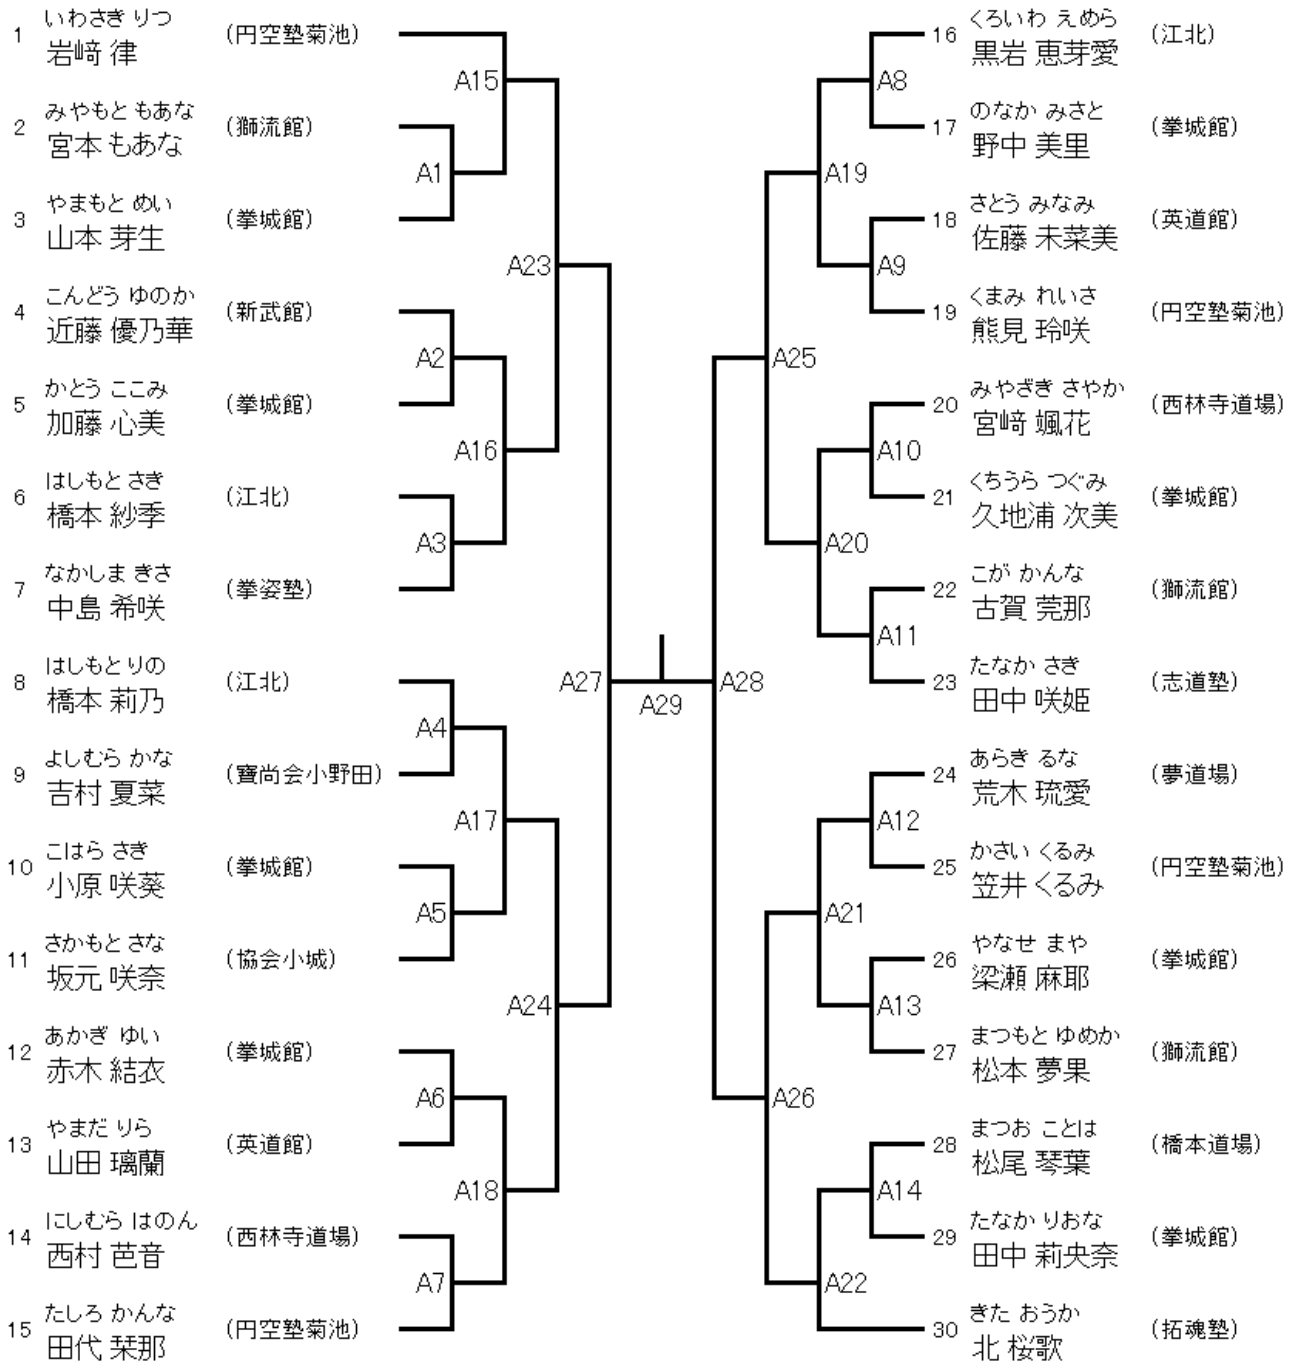 いわさき りつ
1 岩﨑 律 (円空塾菊池)
みやもと もあな
2 宮本 もあな (獅流館)
やまもと めい
3 山本 芽生 (拳城館)
こんどう ゆのか
4 近藤 優乃華 (新武館)
かとう ここみ
5 加藤 心美 (拳城館)
はしもと さき
6 橋本 紗季 (江北)
なかしま きさ
7 中島 希咲 (拳姿塾)
はしもと りの
8 橋本 莉乃 (江北)
よしむら かな
9 吉村 夏菜 (寶尚会小野田)
こはら さき
10 小原 咲葵 (拳城館)
さかもと さな
11 坂元 咲奈 (協会小城)
あかぎ ゆい
12 赤木 結衣 (拳城館)
やまだ りら
13 山田 璃蘭 (英道館)
にしむら はのん
14 西村 芭音 (西林寺道場)
たしろ かんな
15 田代 栞那 (円空塾菊池)
A15
A1
A23
A2
A16
A3
A27
A4
A17
A5
A24
A6
A18
A7
A29
A8
A19
A9
A25
A10
A20
A11
A28
A12
A21
A13
A26
A14
A22
くろいわ えめら
16 黒岩 恵芽愛 (江北)
のなか みさと
17 野中 美里 (拳城館)
さとう みなみ
18 佐藤 未菜美 (英道館)
くまみ れいさ
19 熊見 玲咲 (円空塾菊池)
みやざき さやか
20 宮﨑 颯花 (西林寺道場)
くちうら つぐみ
21 久地浦 次美 (拳城館)
こが かんな
22 古賀 莞那 (獅流館)
たなか さき
23 田中 咲姫 (志道塾)
あらき るな
24 荒木 琉愛 (夢道場)
かさい くるみ
25 笠井 くるみ (円空塾菊池)
やなせ まや
26 梁瀬 麻耶 (拳城館)
まつもと ゆめか
27 松本 夢果 (獅流館)
まつお ことは
28 松尾 琴葉 (橋本道場)
たなか りおな
29 田中 莉央奈 (拳城館)
きた おうか
30 北 桜歌 (拓魂塾)